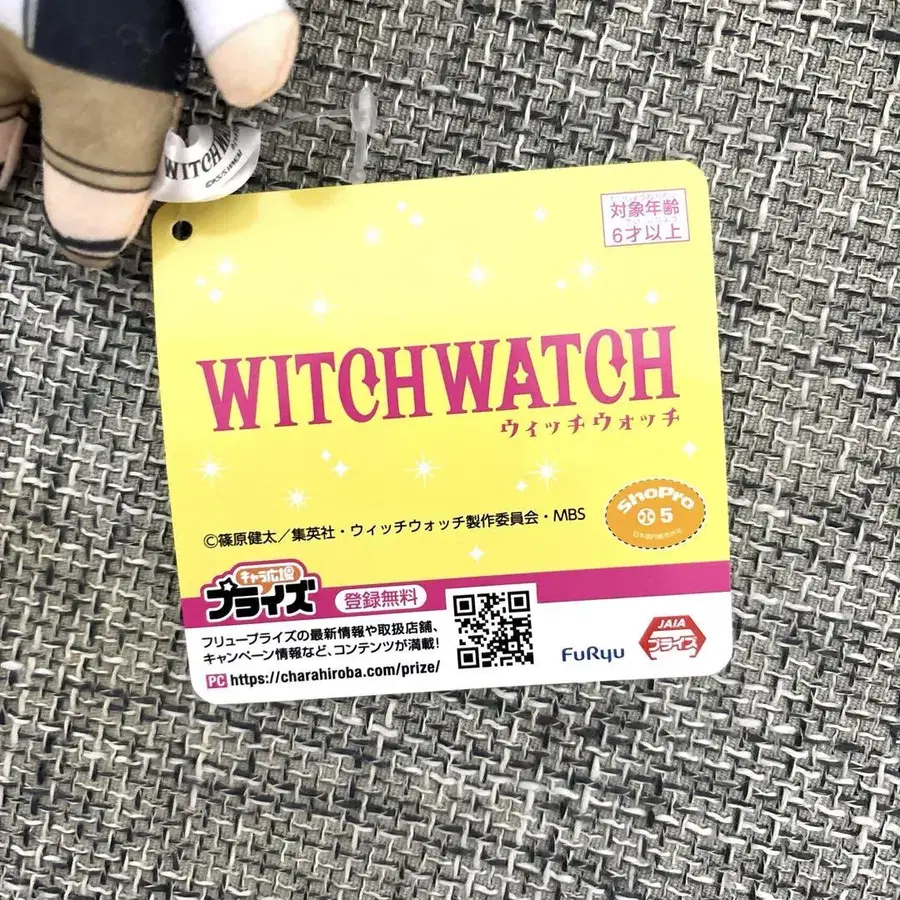 WITCHWA
対象年齢
6才以上
WITCHWATCH
ウィッチウォッチ
ShoPro
5
©篠原健太／集英社・ウィッチウォッチ製作委員会・MBS
キャラ広場
プライズ
登録無料
フリュープライズの最新情報や取扱店舗、
キャンペーン情報など、コンテンツが満載!
PC https://charahiroba.com/prize/
FuRyu
JAIA
プライズ